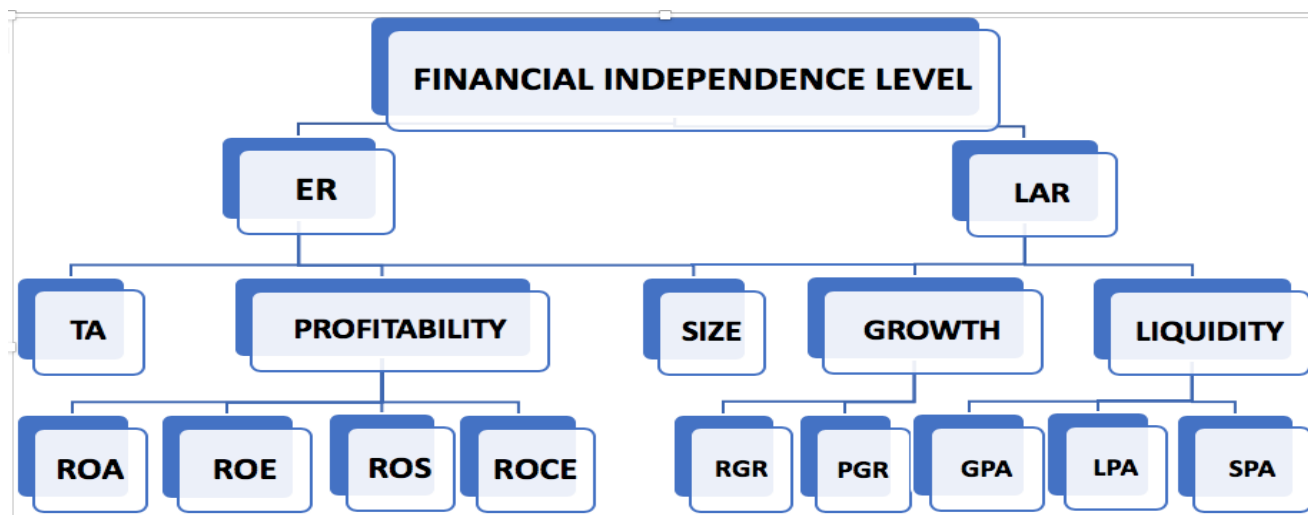 FINANCIAL INDEPENDENCE LEVEL
ER
LAR
TA
PROFITABILITY
SIZE
GROWTH
LIQUIDITY
ROA
ROE
ROS
ROCE
RGR
PGR
GPA
LPA
SPA